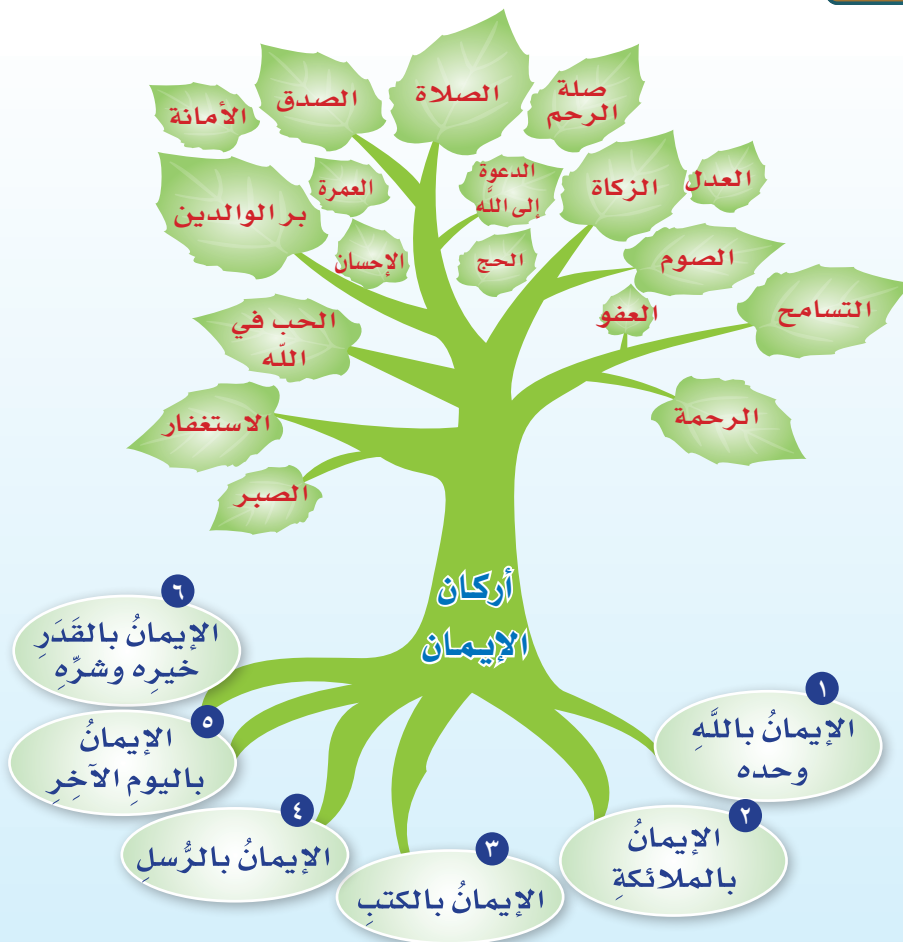 صلة
الرحم
الصلاة
الصدق
الأمانة
العدل
الزكاة
الدعوة
إلى الله
العمرة
بر الوالدين
الصوم
الحج
الإحسان
التسامح
العفو
الحب في
الله
الرحمة
الاستغفار
الصبر
أركان
الإيمان
١
الإيمانُ باللَّهِ
وحده
٢
الإيمانُ
بالملائكةِ
٣
الإيمانُ بالكتبِ
٤
الإيمانُ بالرُّسلِ
٥
الإيمانُ
باليومِ الآخِرِ
٦
الإيمانُ بالقَدَرِ
خيرِه وشرِّهِ